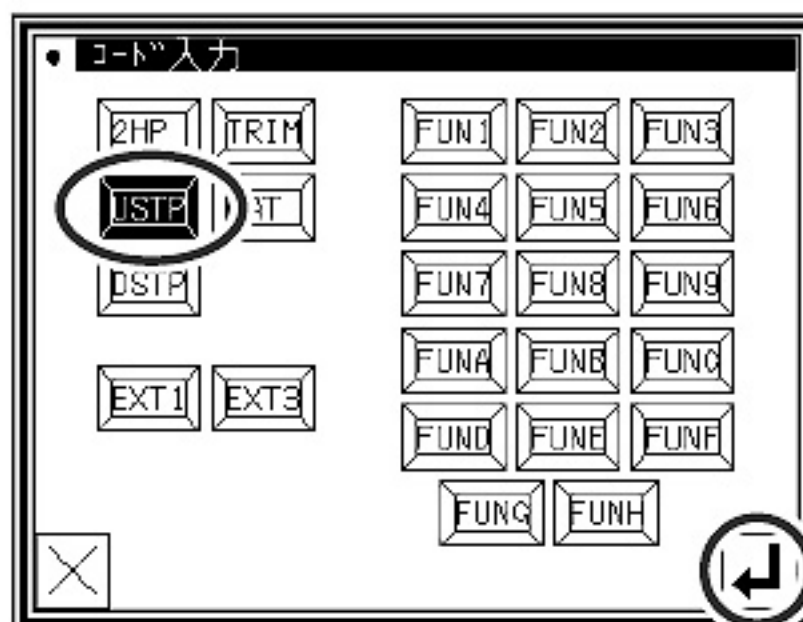 コード入力
2HP TRIM FUN1 FUN2 FUN3
USTP FUN4 FUN5 FUN6
DSTP FUN7 FUN8 FUN9
FUNA FUNB FUNC
EXT1 EXT3
FUND FUNE FUNF
FUNG FUNH